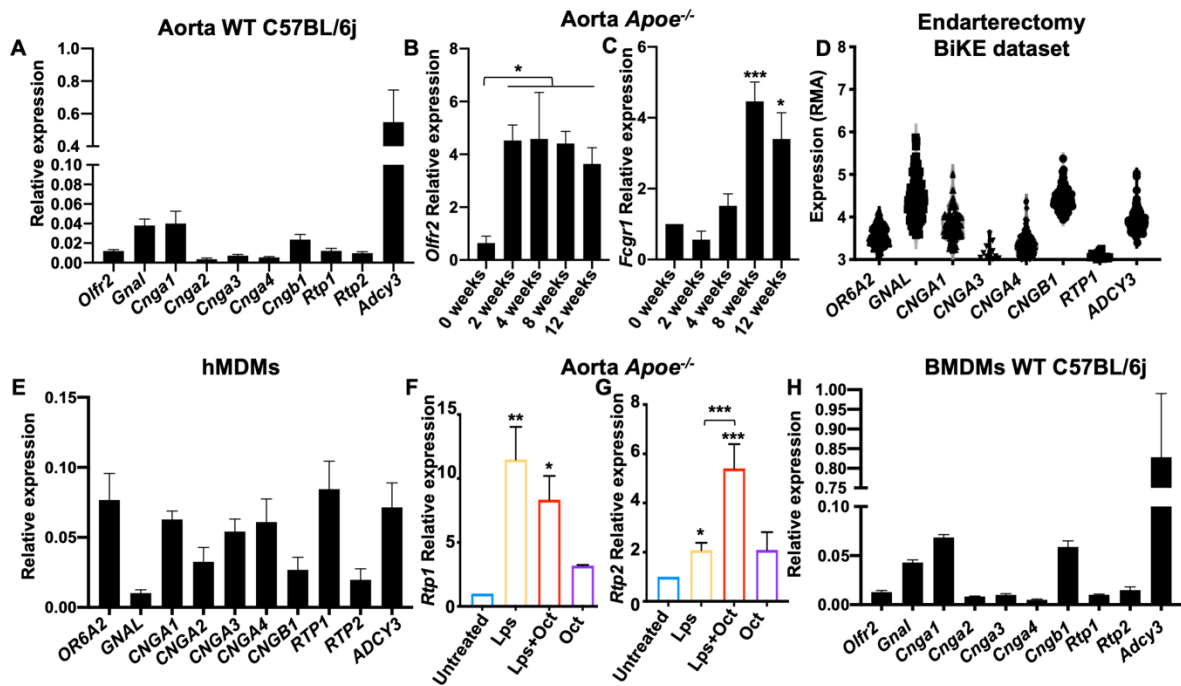 A
Aorta WT C57BL/6j
Relative expression
1.0
0.8
0.6
0.4
0.10
0.08
0.06
0.04
0.02
0.00
Olfr2 Gnal Cnga1 Cnga2 Cnga3 Cnga4 Cngb1 Rtp1 Rtp2 Adcy3
Aorta Apoe-/-
B
Olfr2 Relative expression
8
6
4
2
0
*
0 weeks 2 weeks 4 weeks 8 weeks 12 weeks
C
Fcgr1 Relative expression
6
4
2
0
***
*
0 weeks 2 weeks 4 weeks 8 weeks 12 weeks
D
Endarterectomy
BiKE dataset
Expression (RMA)
8
7
6
5
4
3
OR6A2 GNAL CNGA1 CNGA3 CNGA4 CNGB1 RTP1 ADCY3
E
hMDMs
Relative expression
0.15
0.10
0.05
0.00
OR6A2 GNAL CNGA1 CNGA2 CNGA3 CNGA4 CNGB1 RTP1 RTP2 ADCY3
Aorta Apoe-/-
F
Rtp1 Relative expression
15
10
5
0
**
*
Untreated Lps Lps+Oct Oct
G
Rtp2 Relative expression
8
6
4
2
0
***
***
*
Untreated Lps Lps+Oct Oct
H
BMDMs WT C57BL/6j
Relative expression
1.00
0.95
0.90
0.85
0.80
0.75
0.10
0.05
0.00
Olfr2 Gnal Cnga1 Cnga2 Cnga3 Cnga4 Cngb1 Rtp1 Rtp2 Adcy3